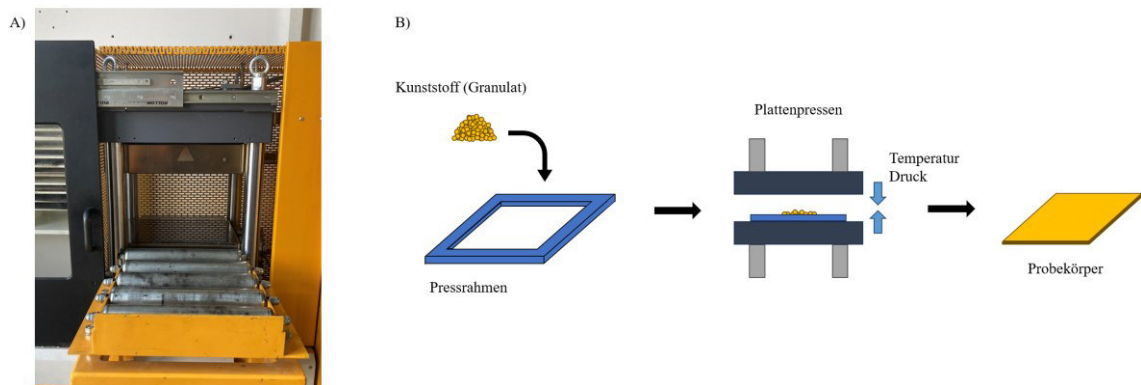 A)
B)
Kunststoff (Granulat)
Plattenpressen
Temperatur
Druck
Pressrahmen
Probekörper